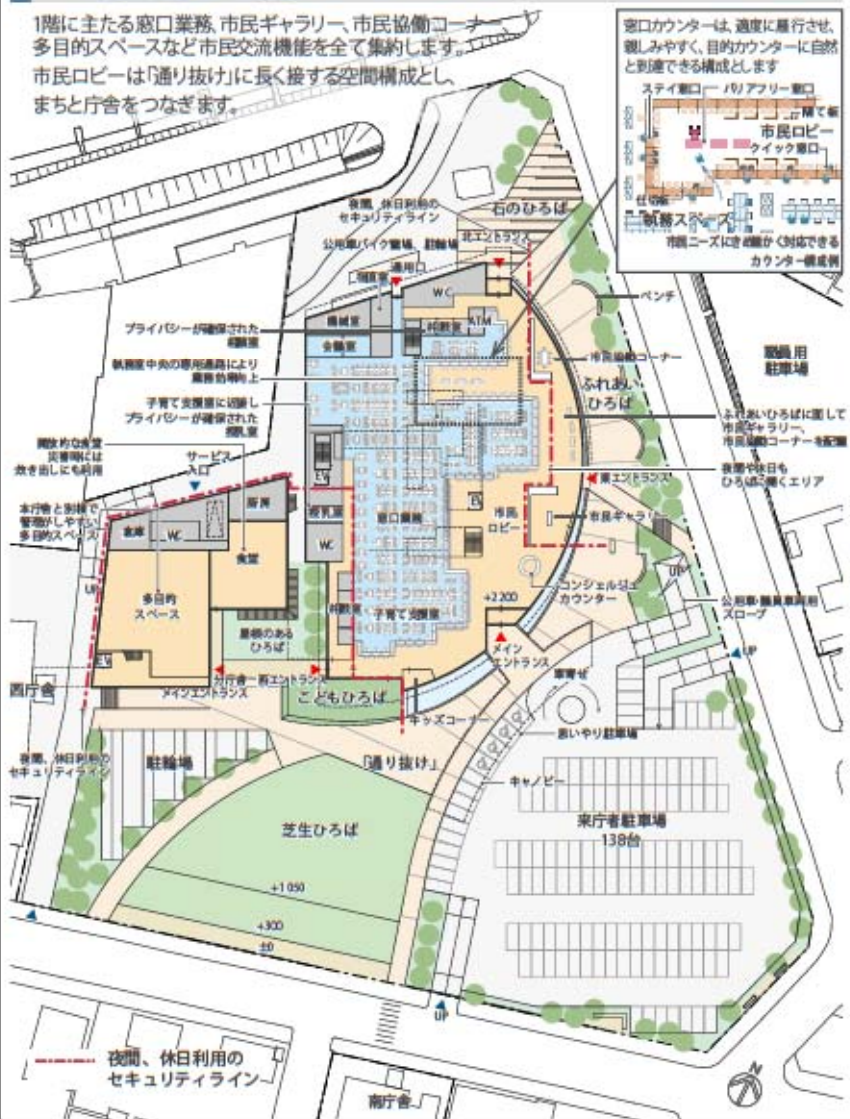 1階に主たる窓口業務、市民ギャラリー、市民協働コーナー、
多目的スペースなど市民交流機能を全て集約します。
市民ロビーは「通り抜け」に長く接する空間構成とし、
まちと庁舎をつなぎます。
窓口カウンターは、適度に雁行させ、
親しみやすく、目的カウンターに自然
と到達できる構成とします
ステイ窓口
バリアフリー窓口
隔て板
市民ロビー
クイック窓口
執務スペース
市民ニーズにきめ細かく対応できる
カウンター構成例
夜間、休日利用の
セキュリティライン
石のひろば
北エントランス
公用車バイク置場、駐輪場
通用口
WC
ATM
機械室
会議室
相談室
ベンチ
プライバシーが確保された
相談室
市民協働コーナー
職員用
駐車場
執務室中央の専用通路により
業務効率向上
ふれあい
ひろば
子育て支援室に近接し
プライバシーが確保された
授乳室
ふれあいひろばに面して
市民ギャラリー、
市民協働コーナーを配置
開放的な食堂
災害時には
炊き出しにも利用
サービス
入口
夜間や休日も
ひろばに開くエリア
東エントランス
本庁舎と別棟で
管理がしやすい
多目的スペース
倉庫
WC
厨房
食堂
EV
授乳室
WC
窓口業務
EV
市民
ロビー
市民ギャラリー
UP
多目的
スペース
コンシェルジュ
カウンター
UP
公用車・職員車両用
スロープ
相談室
子育て支援室
+2200
屋根のある
ひろば
メイン
エントランス
UP
EV
西庁舎
分庁舎
メインエントランス
西エントランス
こどもひろば
キッズコーナー
車寄せ
思いやり駐車場
夜間、休日利用の
セキュリティライン
駐輪場
「通り抜け」
キャノピー
芝生ひろば
来庁者駐車場
138台
+1050
+300
±0
UP
夜間、休日利用の
セキュリティライン
南庁舎
N